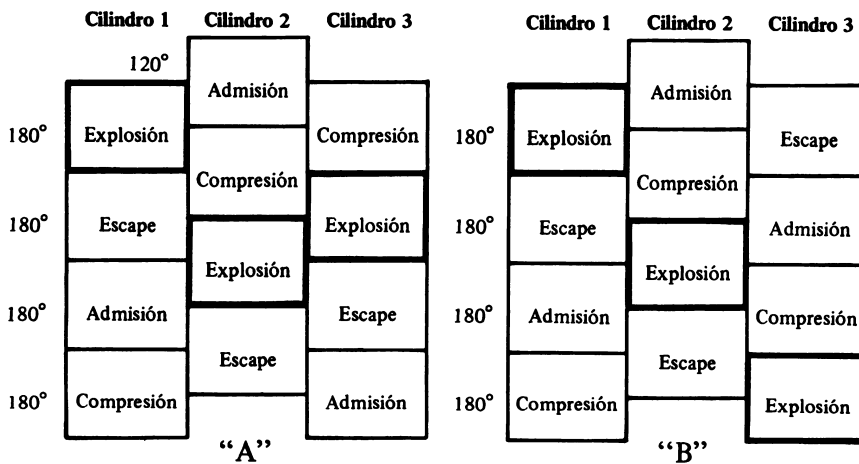 Cilindro 1 Cilindro 2 Cilindro 3
120°
180° Explosión
180° Escape
180° Admisión
180° Compresión
Admisión
Compresión
Explosión
Escape
Compresión
Explosión
Escape
Admisión
“A”
Cilindro 1 Cilindro 2 Cilindro 3
180° Explosión
180° Escape
180° Admisión
180° Compresión
Admisión
Compresión
Explosión
Escape
Escape
Admisión
Compresión
Explosión
“B”